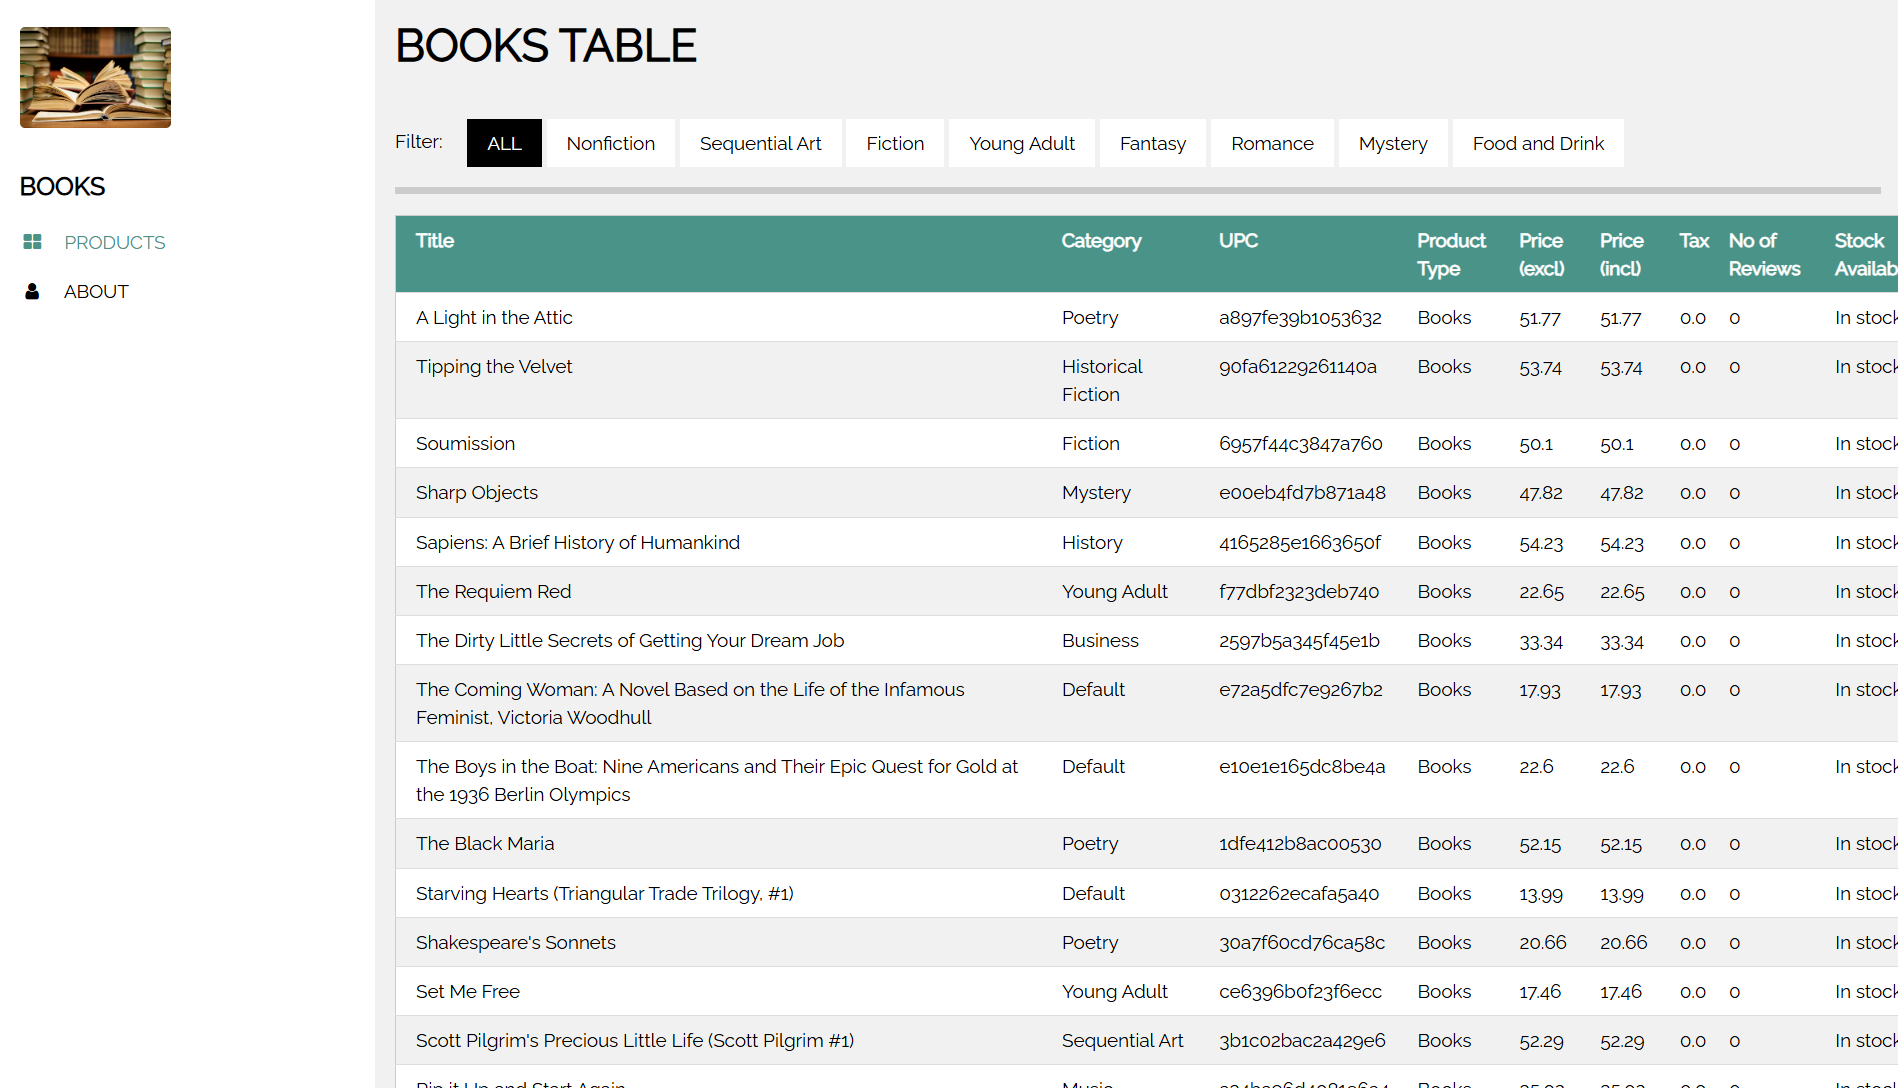 BOOKS TABLE
BOOKS
PRODUCTS
ABOUT
Filter: ALL Nonfiction Sequential Art Fiction Young Adult Fantasy Romance Mystery Food and Drink
Title Category UPC Product Type Price (excl) Price (incl) Tax No of Reviews Stock Availab
A Light in the Attic Poetry a897fe39b1053632 Books 51.77 51.77 0.0 0 In stock
Tipping the Velvet Historical Fiction 90fa61229261140a Books 53.74 53.74 0.0 0 In stock
Soumission Fiction 6957f44c3847a760 Books 50.1 50.1 0.0 0 In stock
Sharp Objects Mystery e00eb4fd7b871a48 Books 47.82 47.82 0.0 0 In stock
Sapiens: A Brief History of Humankind History 4165285e1663650f Books 54.23 54.23 0.0 0 In stock
The Requiem Red Young Adult f77dbf2323deb740 Books 22.65 22.65 0.0 0 In stock
The Dirty Little Secrets of Getting Your Dream Job Business 2597b5a345f45e1b Books 33.34 33.34 0.0 0 In stock
The Coming Woman: A Novel Based on the Life of the Infamous Feminist, Victoria Woodhull Default e72a5dfc7e9267b2 Books 17.93 17.93 0.0 0 In stock
The Boys in the Boat: Nine Americans and Their Epic Quest for Gold at the 1936 Berlin Olympics Default e10e1e165dc8be4a Books 22.6 22.6 0.0 0 In stock
The Black Maria Poetry 1dfe412b8ac00530 Books 52.15 52.15 0.0 0 In stock
Starving Hearts (Triangular Trade Trilogy, #1) Default 0312262ecafa5a40 Books 13.99 13.99 0.0 0 In stock
Shakespeare's Sonnets Poetry 30a7f60cd76ca58c Books 20.66 20.66 0.0 0 In stock
Set Me Free Young Adult ce6396b0f23f6ecc Books 17.46 17.46 0.0 0 In stock
Scott Pilgrim's Precious Little Life (Scott Pilgrim #1) Sequential Art 3b1c02bac2a429e6 Books 52.29 52.29 0.0 0 In stock
Rip it Up and Start Again Music